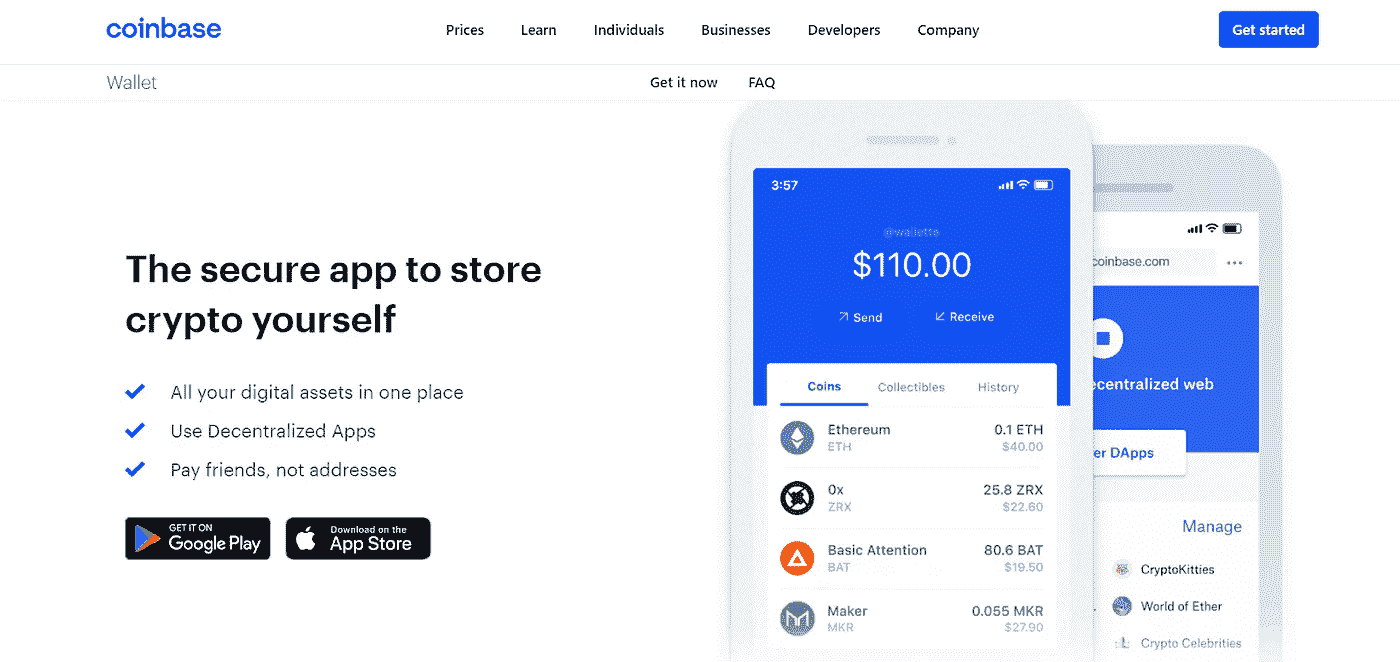 coinbase
Prices
Learn
Individuals
Businesses
Developers
Company
Get started
Wallet
Get it now
FAQ
The secure app to store
crypto yourself
All your digital assets in one place
Use Decentralized Apps
Pay friends, not addresses
GET IT ON
Google Play
Download on the
App Store
3:57
@wallette
$110.00
Send
Receive
Coins
Collectibles
History
Ethereum
0.1 ETH
ETH
$40.00
0x
25.8 ZRX
ZRX
$22.60
Basic Attention
80.6 BAT
BAT
$19.50
Maker
0.055 MKR
MKR
$27.90
coinbase.com
ecentralized web
er DApps
Manage
CryptoKitties
World of Ether
Crypto Celebrities